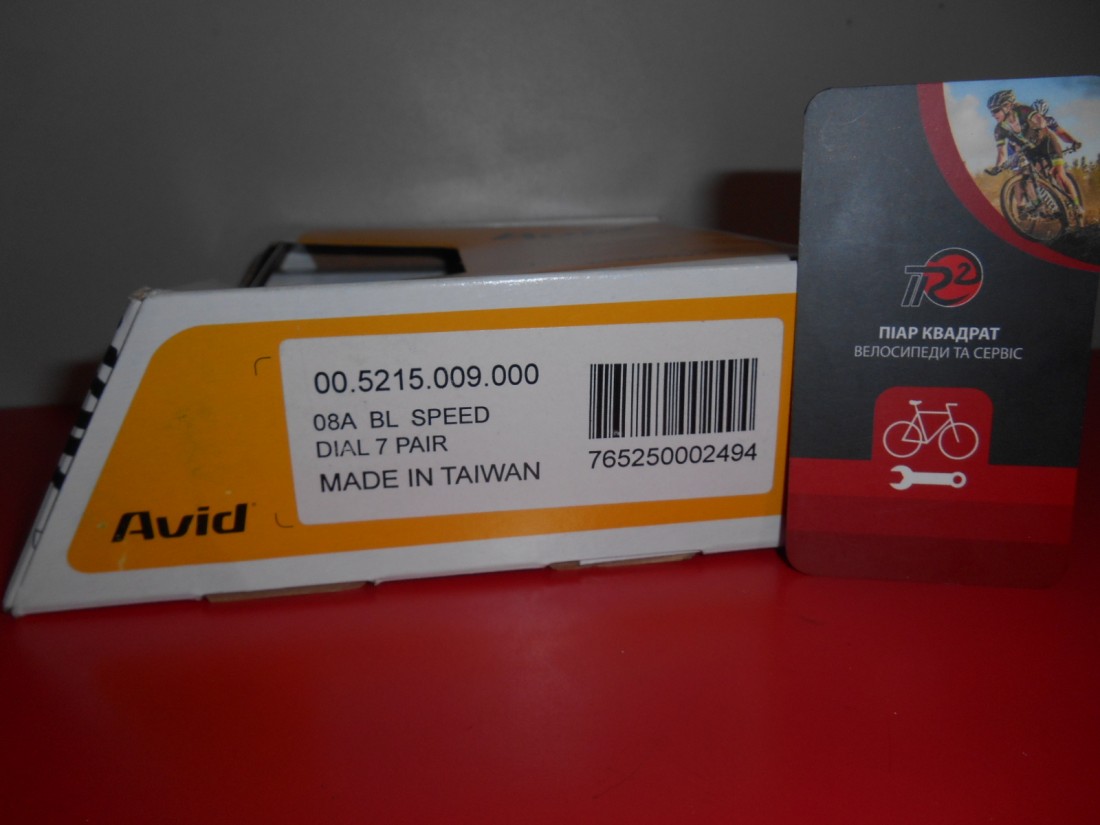 00.5215.009.000
08A BL SPEED
DIAL 7 PAIR
MADE IN TAIWAN
765250002494
Avid
ПР2
ПІАР КВАДРАТ
ВЕЛОСИПЕДИ ТА СЕРВІС